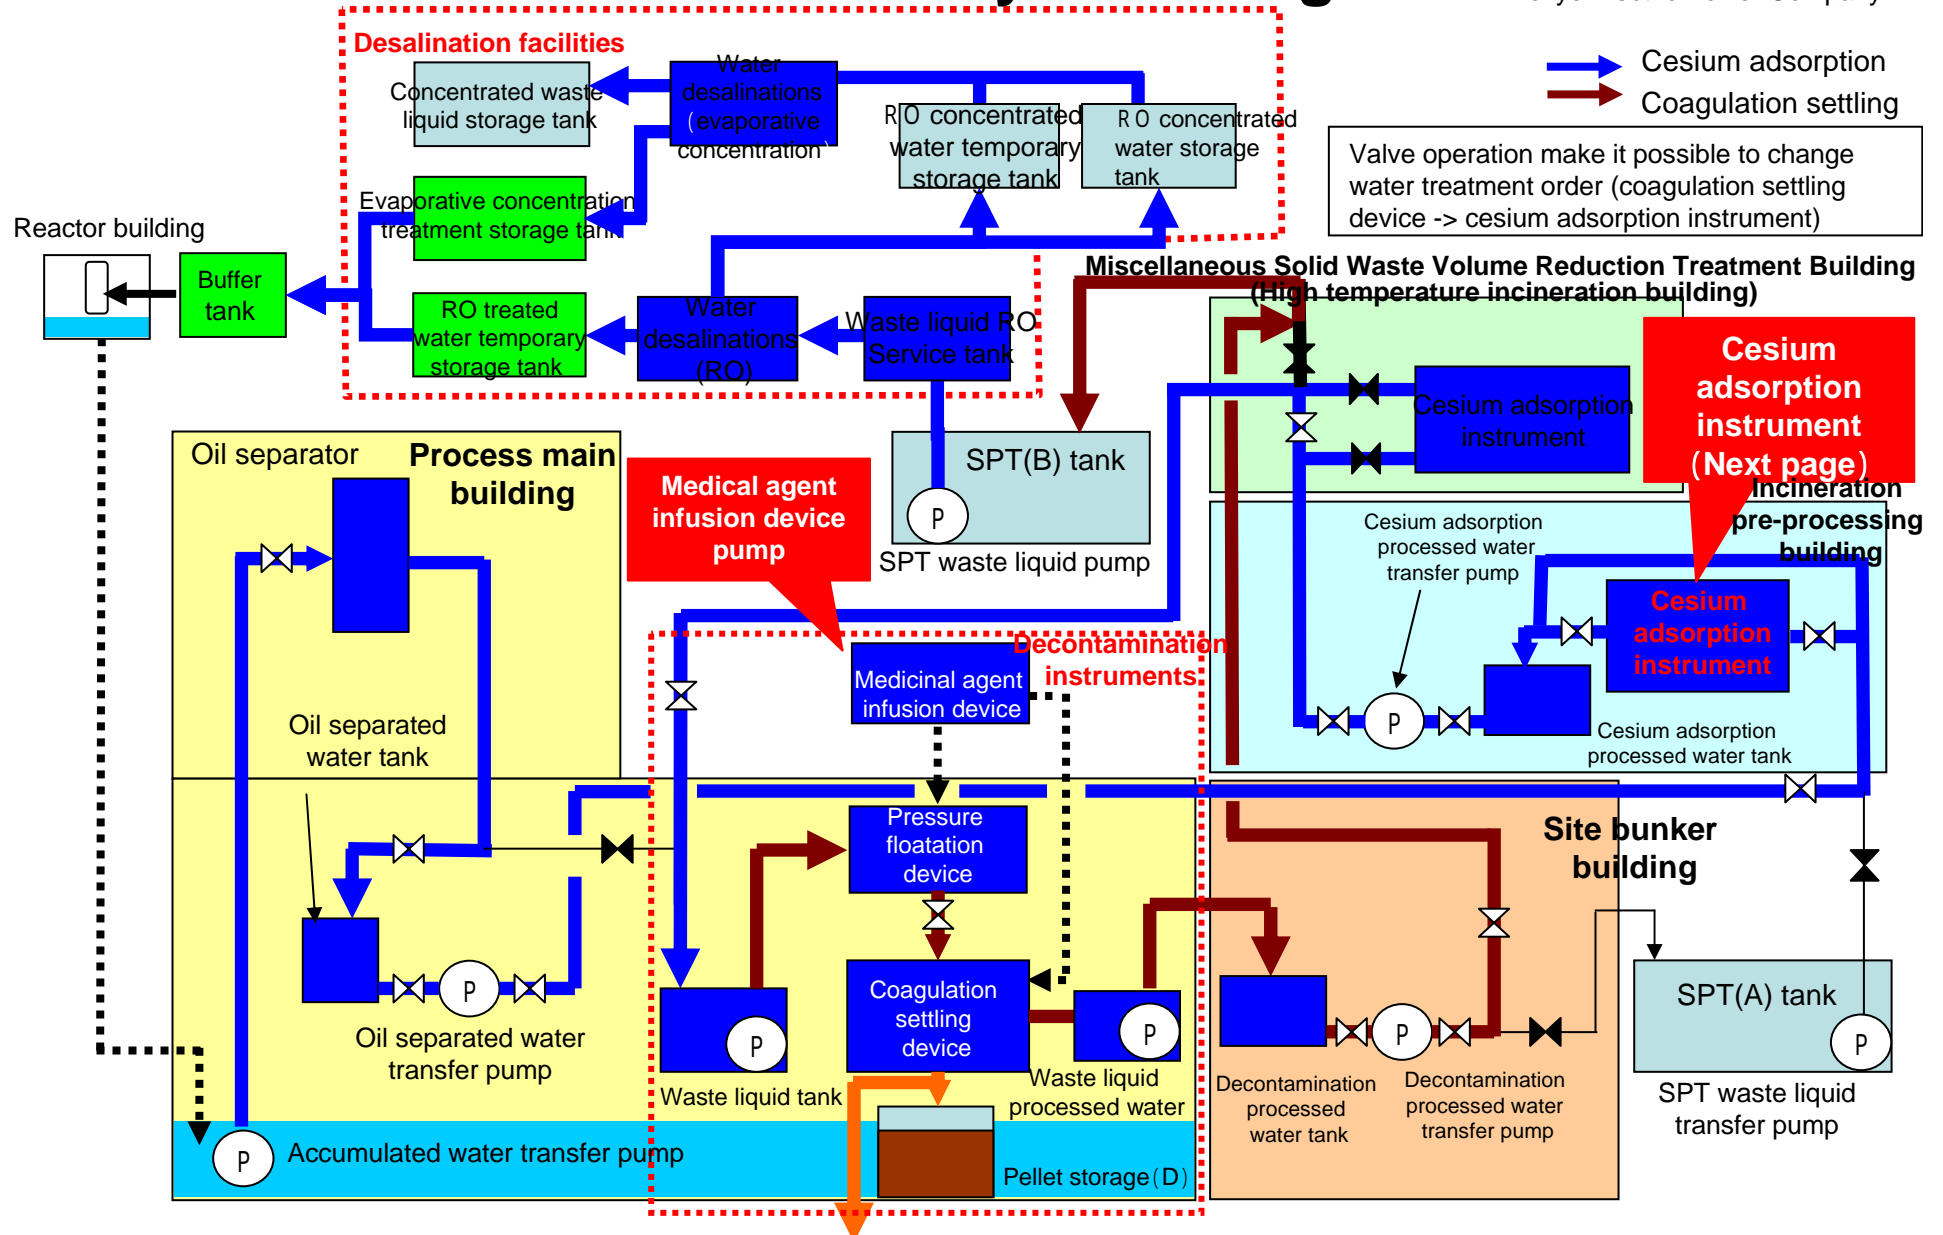 Desalination facilities
Cesium adsorption
Coagulation settling
Valve operation make it possible to change
water treatment order (coagulation settling
device -> cesium adsorption instrument)
Concentrated waste
liquid storage tank
Water
desalinations
(evaporative
concentration)
RO concentrated
water temporary
storage tank
RO concentrated
water storage
tank
Evaporative concentration
treatment storage tank
Reactor building
Buffer
tank
RO treated
water temporary
storage tank
Water
desalinations
(RO)
Waste liquid RO
Service tank
Miscellaneous Solid Waste Volume Reduction Treatment Building
(High temperature incineration building)
Cesium adsorption
instrument
Cesium
adsorption
instrument
(Next page)
Incineration
pre-processing
building
Oil separator
Process main
building
Medical agent
infusion device
pump
SPT(B) tank
P
SPT waste liquid pump
Cesium adsorption
processed water
transfer pump
Cesium
adsorption
instrument
P
Cesium adsorption
processed water tank
Decontamination
instruments
Medicinal agent
infusion device
Oil separated
water tank
Pressure
floatation
device
Site bunker
building
P
Oil separated water
transfer pump
P
Waste liquid tank
Coagulation
settling
device
P
Waste liquid
processed water
P
Decontamination
processed
water tank
Decontamination
processed water
transfer pump
SPT(A) tank
P
SPT waste liquid
transfer pump
P
Accumulated water transfer pump
Pellet storage(D)